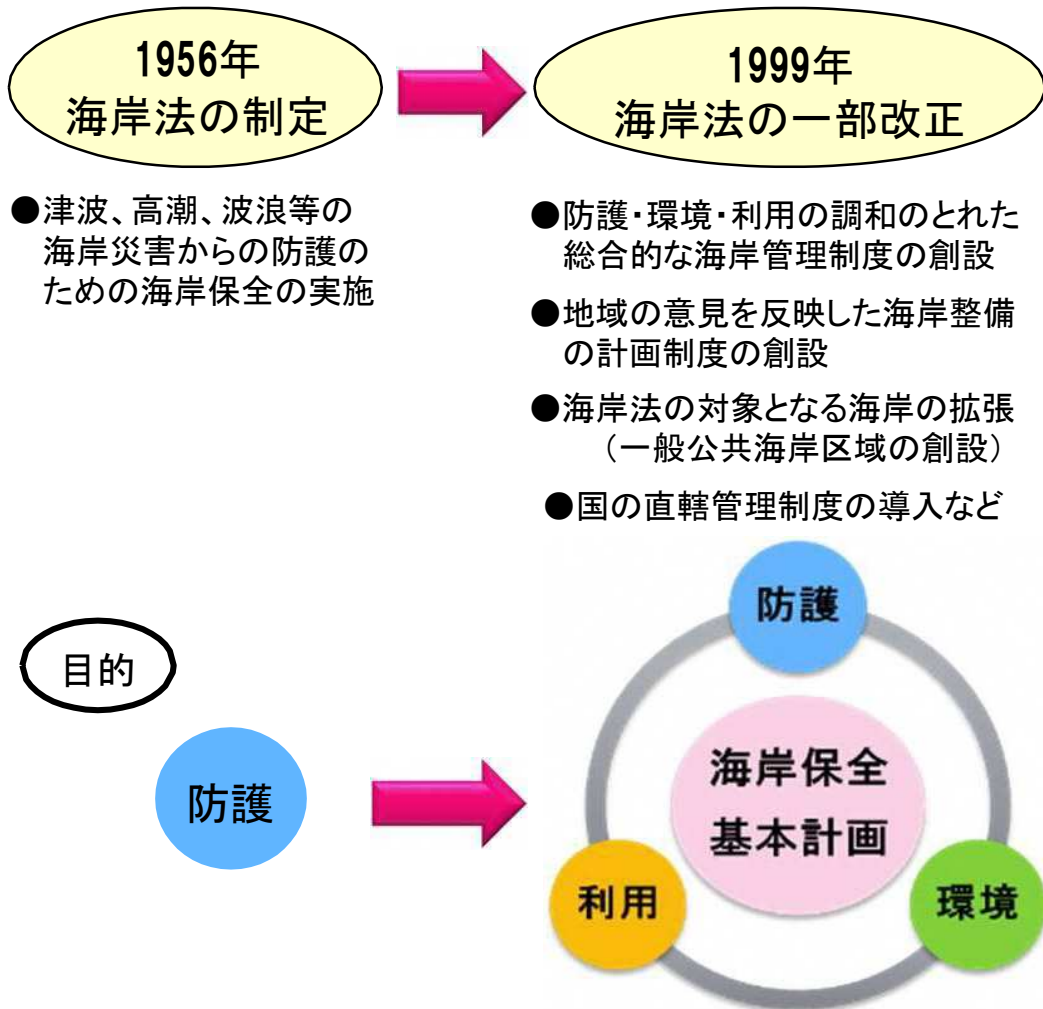 1956年
海岸法の制定
1999年
海岸法の一部改正
●津波、高潮、波浪等の
海岸災害からの防護の
ための海岸保全の実施
●防護・環境・利用の調和のとれた
総合的な海岸管理制度の創設
●地域の意見を反映した海岸整備
の計画制度の創設
●海岸法の対象となる海岸の拡張
（一般公共海岸区域の創設）
●国の直轄管理制度の導入など
目的
防護
防護
海岸保全
基本計画
利用
環境